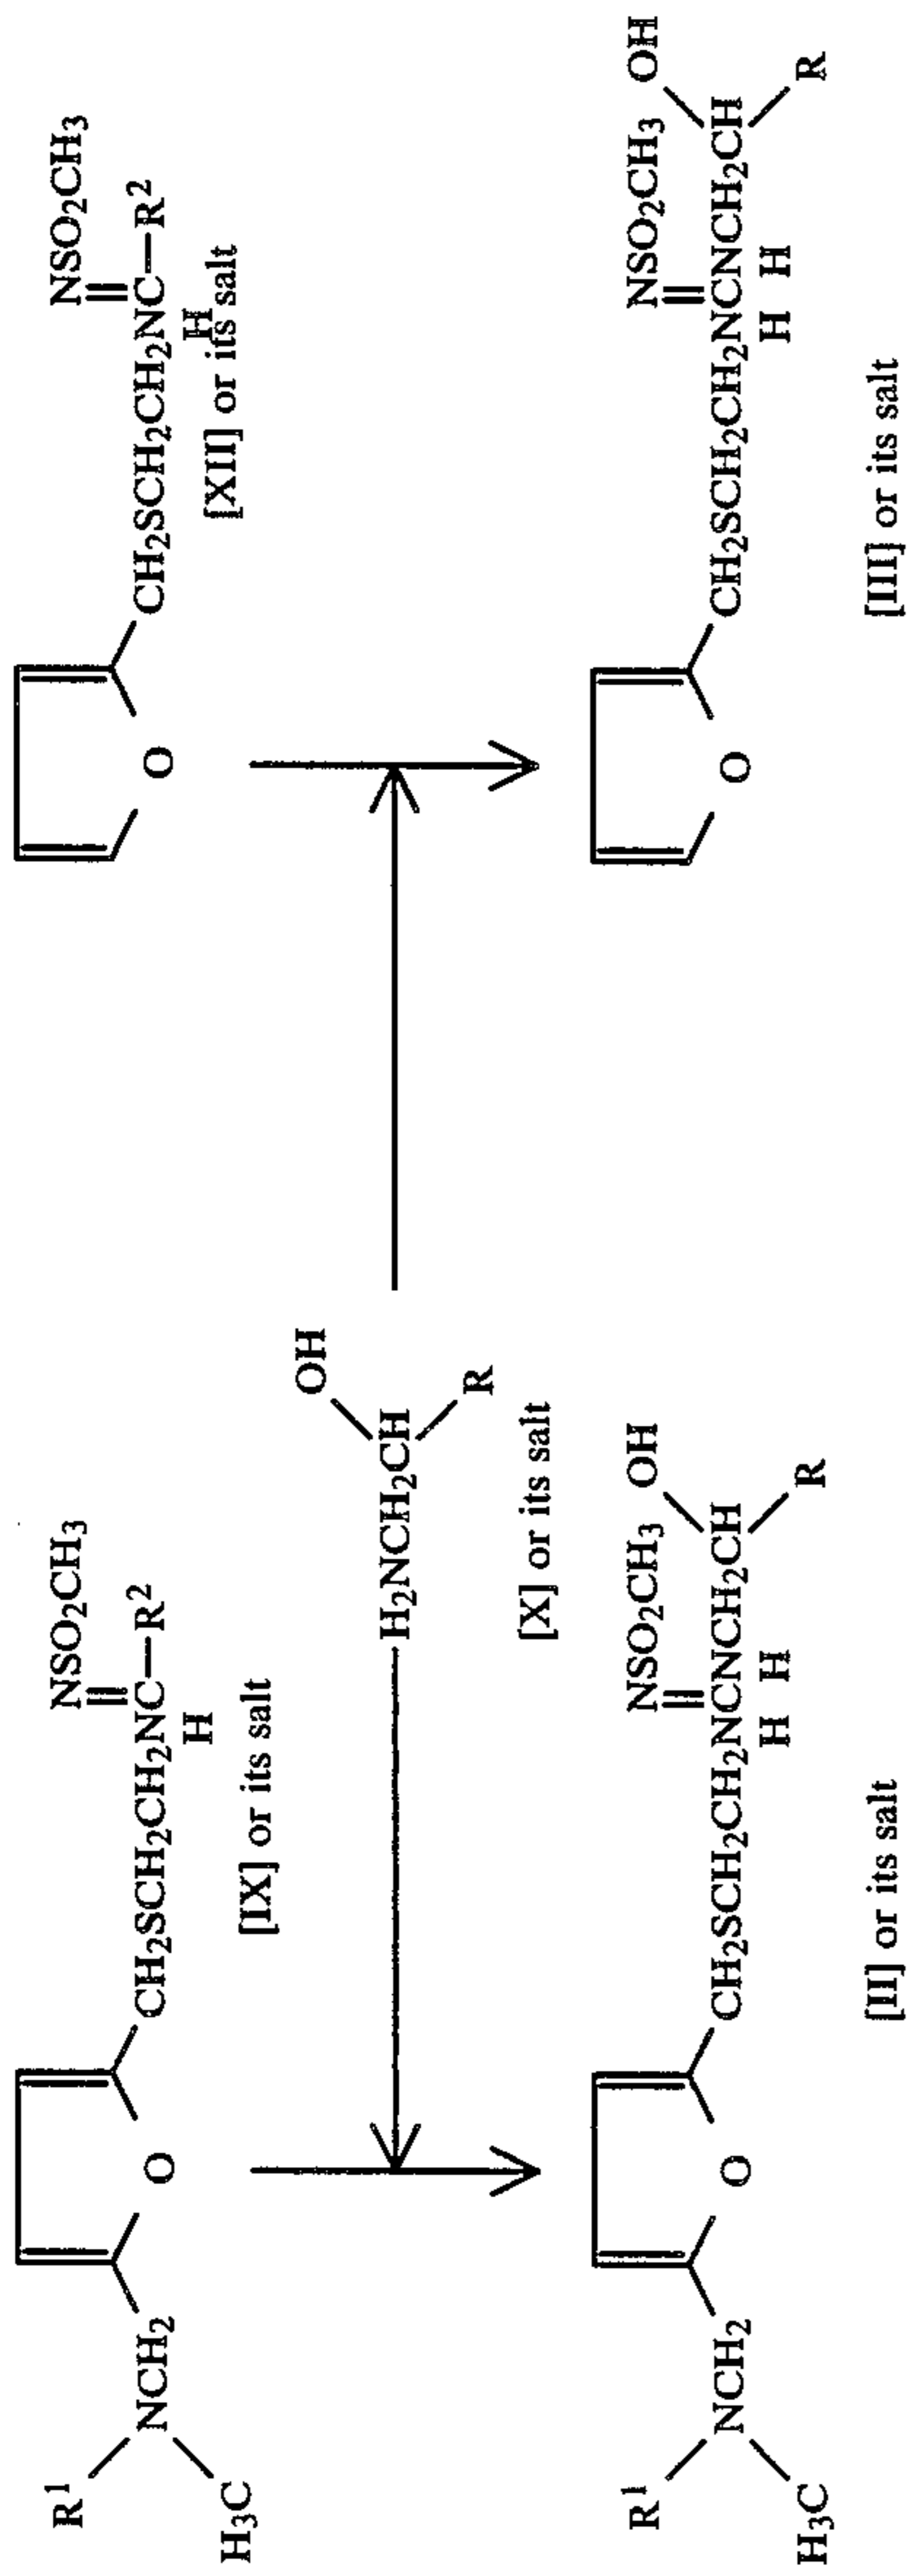 NSO₂CH₃
CH₂SCH₂CH₂NC—R²
H
O
R¹
NCH₂
H₃C
[IX] or its salt
NSO₂CH₃
CH₂SCH₂CH₂NC—R²
H
O
[XII] or its salt
OH
H₂NCH₂CH
R
[X] or its salt
NSO₂CH₃ OH
CH₂SCH₂CH₂NCNCH₂CH
H H
R
O
R¹
NCH₂
H₃C
[II] or its salt
NSO₂CH₃ OH
CH₂SCH₂CH₂NCNCH₂CH
H H
R
O
[III] or its salt